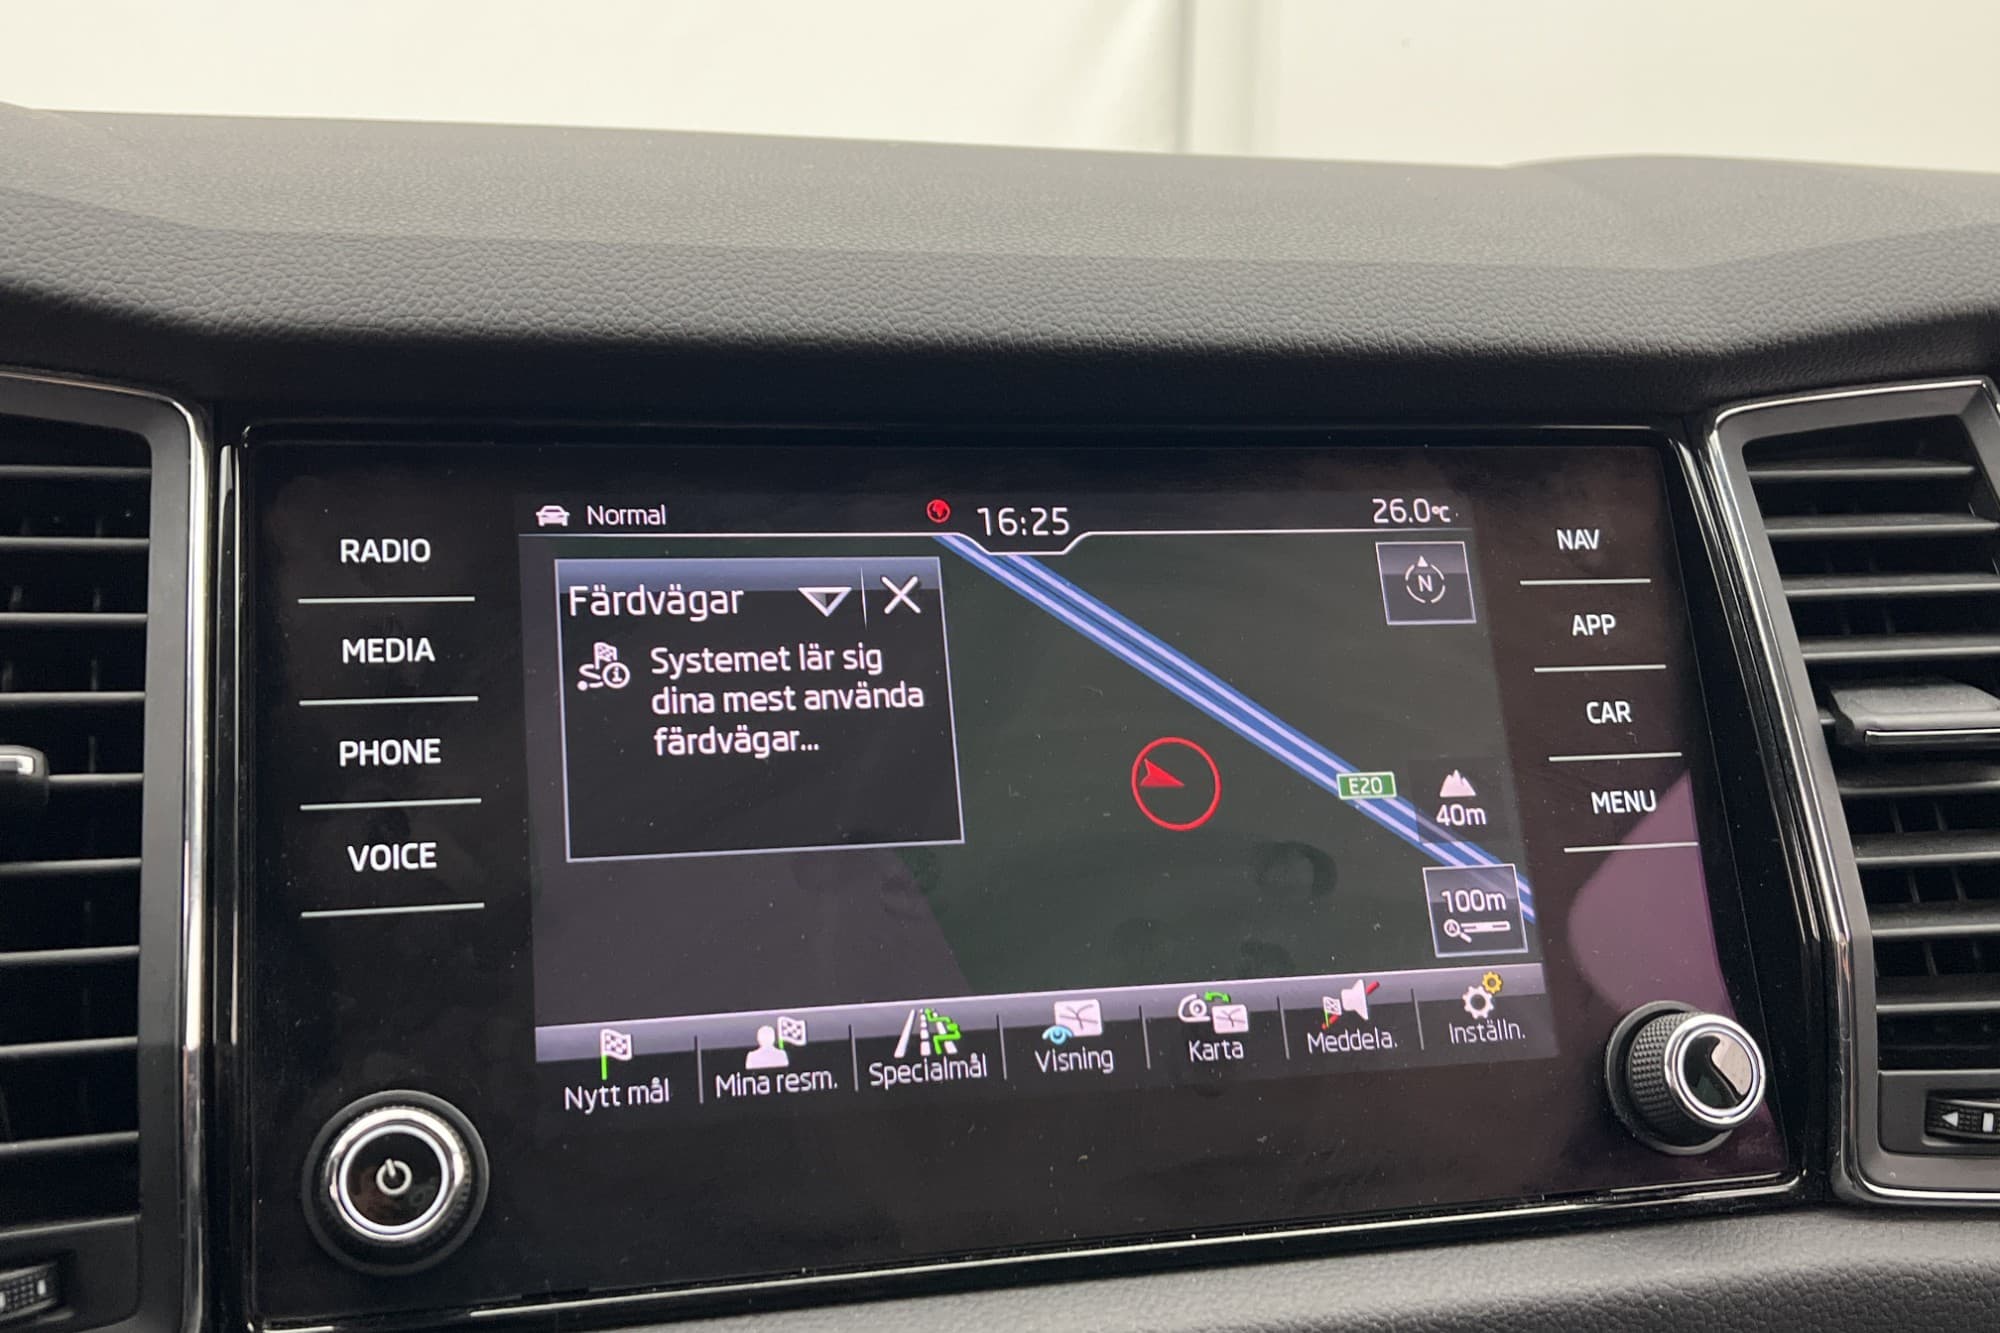 Normal
16:25
26.0°C
RADIO
MEDIA
PHONE
VOICE
Färdvägar
Systemet lär sig
dina mest använda
färdvägar...
N
E20
40m
100m
A
NAV
APP
CAR
MENU
Nytt mål
Mina resm.
Specialmål
Visning
Karta
Meddela.
Inställn.